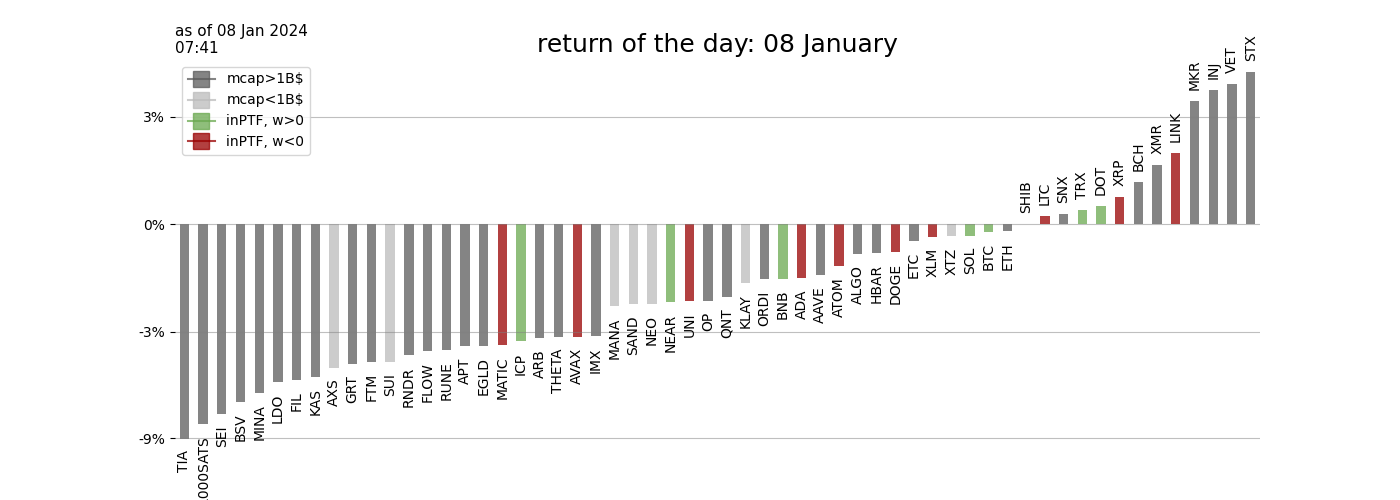 as of 08 Jan 2024
07:41
return of the day: 08 January
mcap>1B$
mcap<1B$
inPTF, w>0
inPTF, w<0
3%
0%
-3%
-9%
TIA
000SATS
SEI
BSV
MINA
LDO
FIL
KAS
AXS
GRT
FTM
SUI
RNDR
FLOW
RUNE
APT
EGLD
MATIC
ICP
ARB
THETA
AVAX
IMX
MANA
SAND
NEO
NEAR
UNI
OP
QNT
KLAY
ORDI
BNB
ADA
AAVE
ATOM
ALGO
HBAR
DOGE
ETC
XLM
XTZ
SOL
BTC
ETH
SHIB
LTC
SNX
TRX
DOT
XRP
BCH
XMR
LINK
MKR
INJ
VET
STX